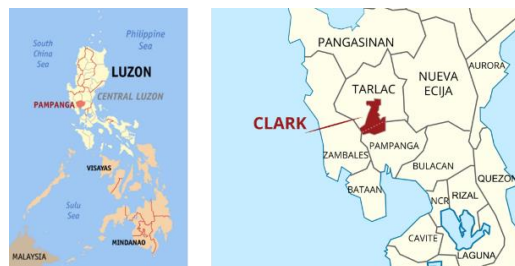 Philippine
Sea
South
China
Sea
LUZON
CENTRAL LUZON
PAMPANGA
VISAYAS
Sulu
Sea
MINDANAO
MALAYSIA
PANGASINAN
AURORA
TARLAC
NUEVA
ECIJA
CLARK
ZAMBALES
PAMPANGA
BULACAN
BATAAN
QUEZON
NCR
RIZAL
CAVITE
LAGUNA